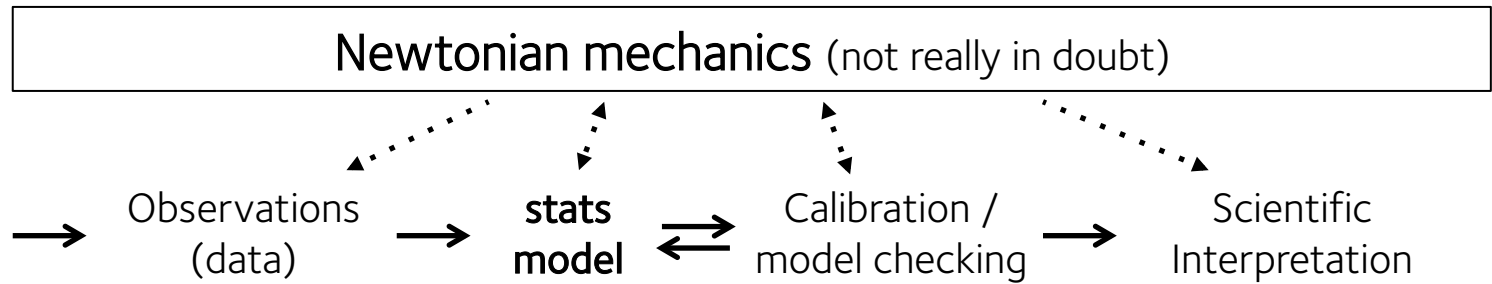 Newtonian mechanics (not really in doubt)
Observations
(data)
stats
model
Calibration /
model checking
Scientific
Interpretation